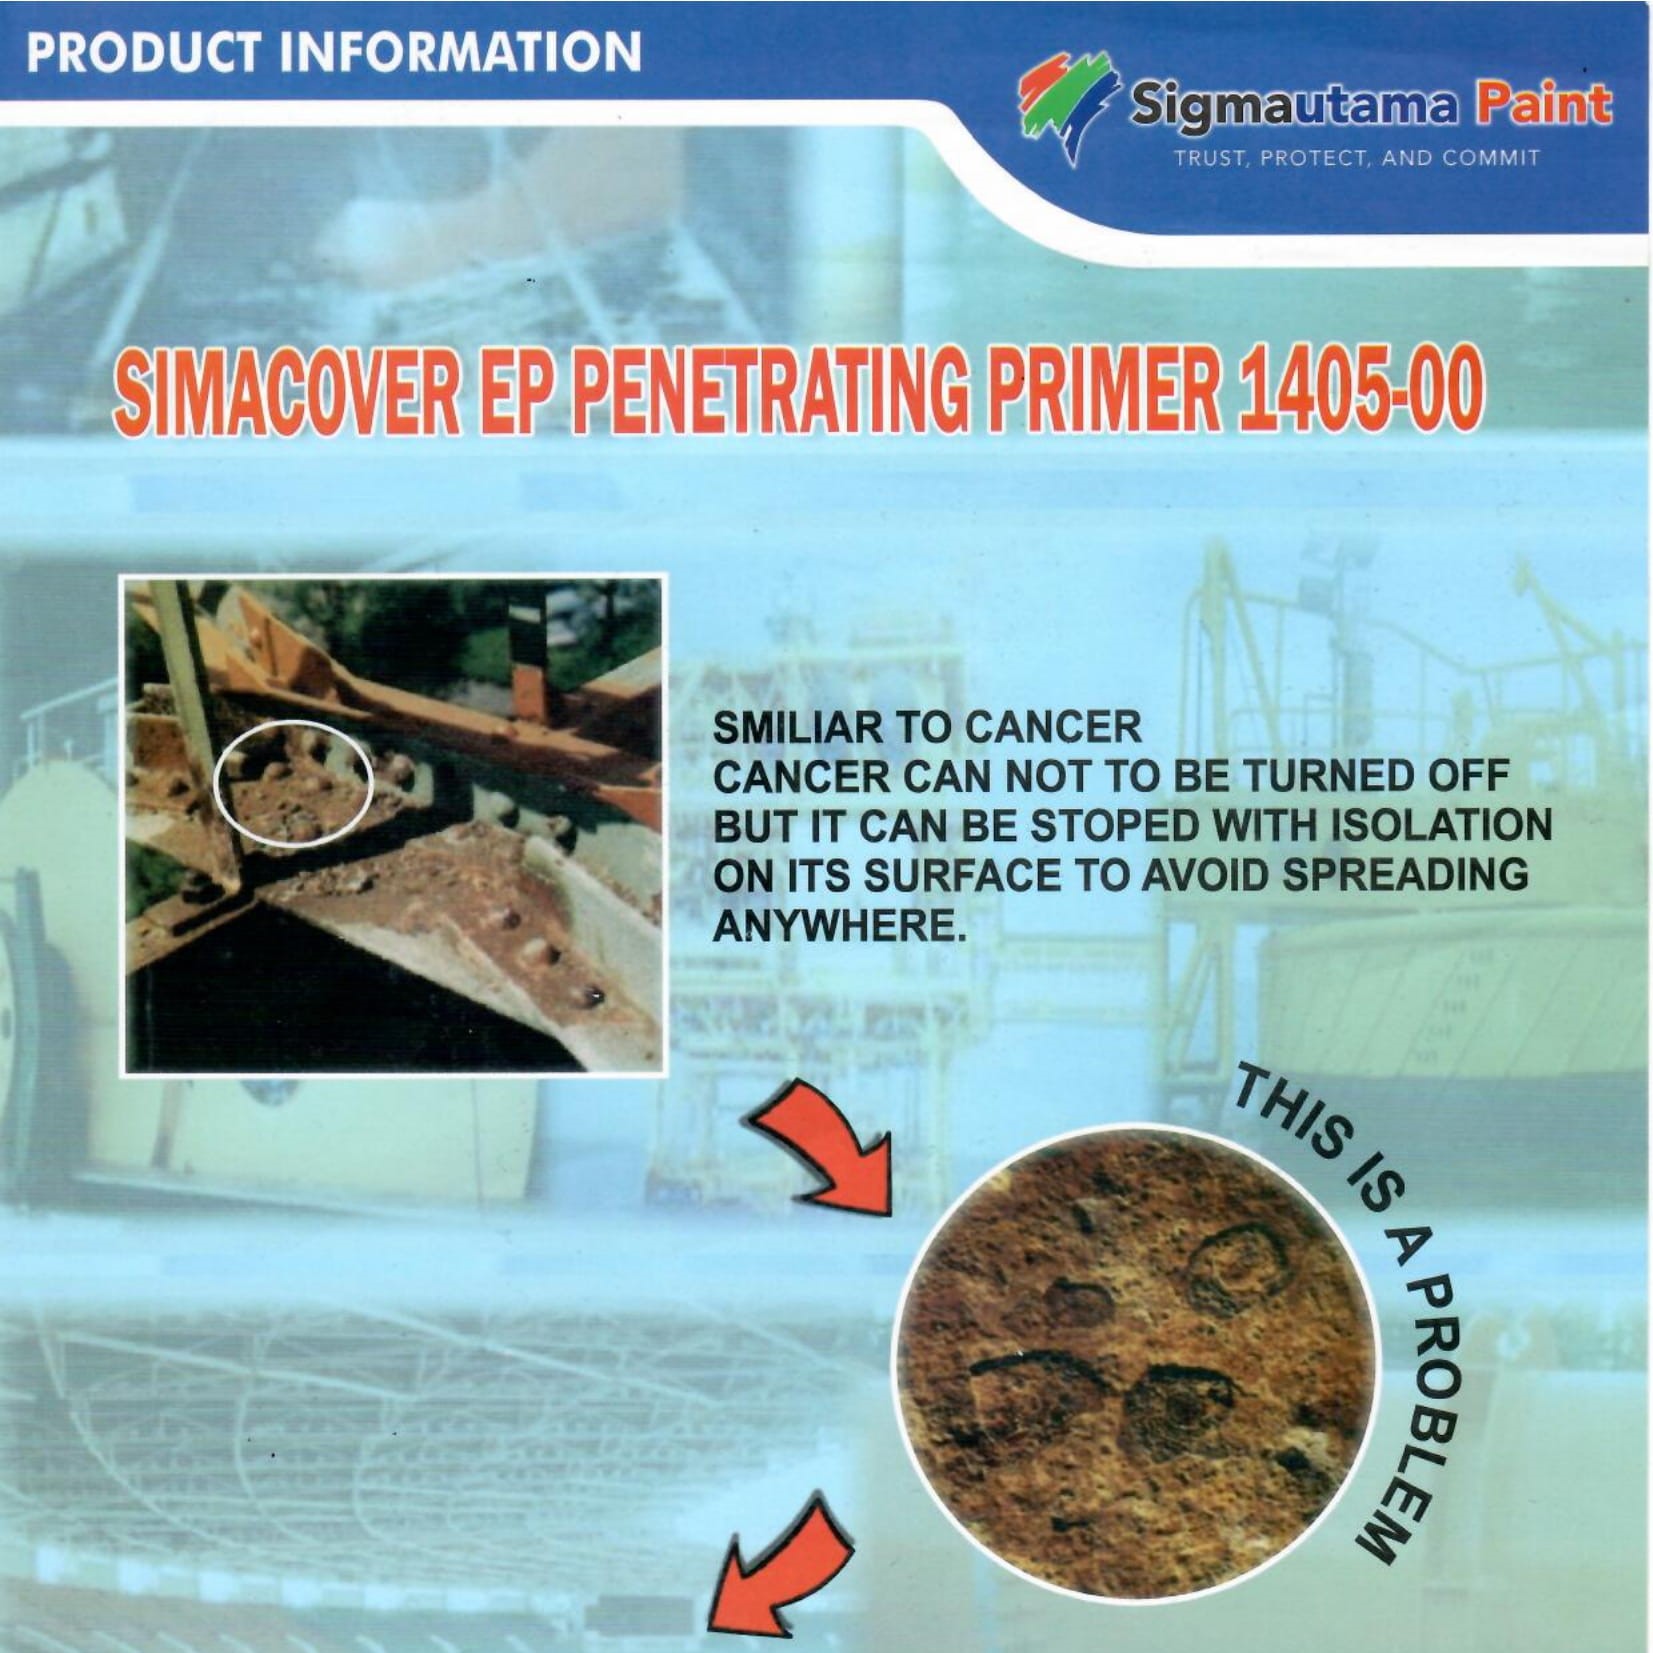 PRODUCT INFORMATION
Sigmautama Paint
TRUST, PROTECT, AND COMMIT
SIMACOVER EP PENETRATING PRIMER 1405-00
SMILIAR TO CANCER
CANCER CAN NOT TO BE TURNED OFF
BUT IT CAN BE STOPED WITH ISOLATION
ON ITS SURFACE TO AVOID SPREADING
ANYWHERE.
THIS IS A PROBLEM